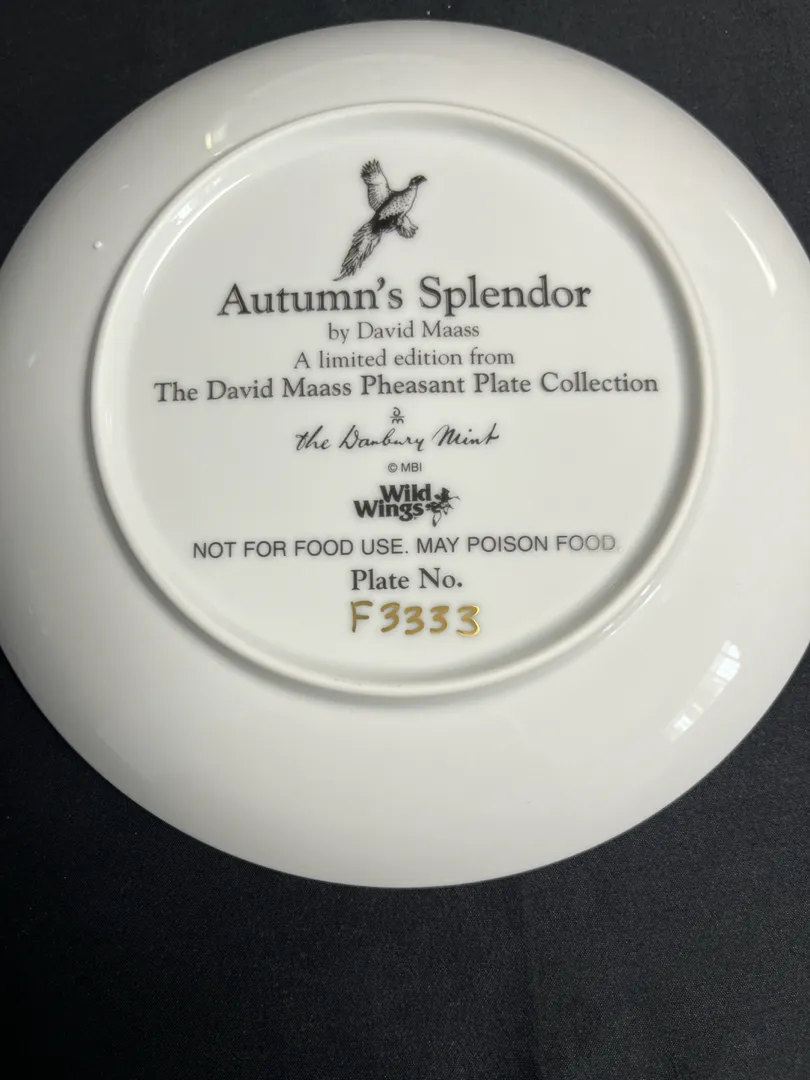 Autumn's Splendor
by David Maass
A limited edition from
The David Maass Pheasant Plate Collection
DM
the Danbury Mint
© MBI
Wild
Wings
NOT FOR FOOD USE. MAY POISON FOOD.
Plate No.
F3333